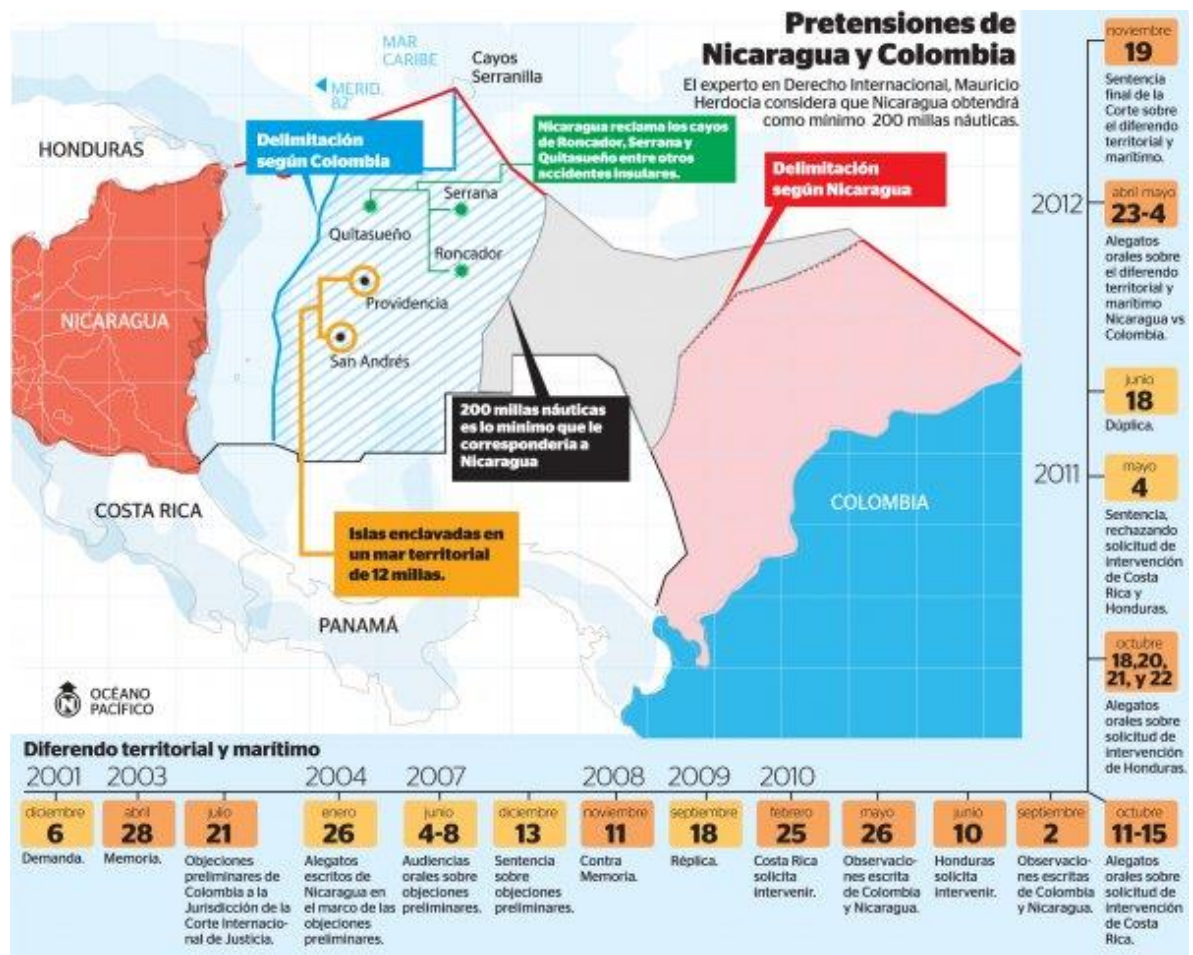 Pretensiones de
Nicaragua y Colombia
El experto en Derecho Internacional, Mauricio
Herdocia considera que Nicaragua obtendrá
como mínimo 200 millas náuticas.
MAR
CARIBE
MERID.
82°
Cayos
Serranilla
HONDURAS
Delimitación
según Colombia
Nicaragua reclama los cayos
de Roncador, Serrana y
Quitasueño entre otros
accidentes insulares.
Delimitación
según Nicaragua
Serrana
Quitasueño
Roncador
Providencia
NICARAGUA
San Andrés
200 millas náuticas
es lo mínimo que le
correspondería a
Nicaragua
COSTA RICA
COLOMBIA
Islas enclavadas en
un mar territorial
de 12 millas.
PANAMÁ
N
OCÉANO
PACÍFICO
Diferendo territorial y marítimo
2001
diciembre
6
Demanda.
2003
abril
28
Memoria.
julio
21
Objeciones
preliminares de
Colombia a la
Jurisdicción de la
Corte Internacio-
nal de Justicia.
2004
enero
26
Alegatos
escritos de
Nicaragua en
el marco de las
objeciones
preliminares.
2007
junio
4-8
Audiencias
orales sobre
objeciones
preliminares.
diciembre
13
Sentencia
sobre
objeciones
preliminares.
2008
noviembre
11
Contra
Memoria.
2009
septiembre
18
Réplica.
2010
febrero
25
Costa Rica
solicita
intervenir.
mayo
26
Observacio-
nes escrita
de Colombia
y Nicaragua.
junio
10
Honduras
solicita
intervenir.
septiembre
2
Observacio-
nes escritas
de Colombia
y Nicaragua.
octubre
11-15
Alegatos
orales sobre
solicitud de
intervención
de Costa
Rica.
octubre
18,20,
21, y 22
Alegatos
orales sobre
solicitud de
intervención
de Honduras.
2011
mayo
4
Sentencia,
rechazando
solicitud de
intervención
de Costa
Rica y
Honduras.
junio
18
Dúplica.
2012
abril mayo
23-4
Alegatos
orales sobre
el diferendo
territorial y
marítimo
Nicaragua vs
Colombia.
noviembre
19
Sentencia
final de la
Corte sobre
el diferendo
territorial y
marítimo.